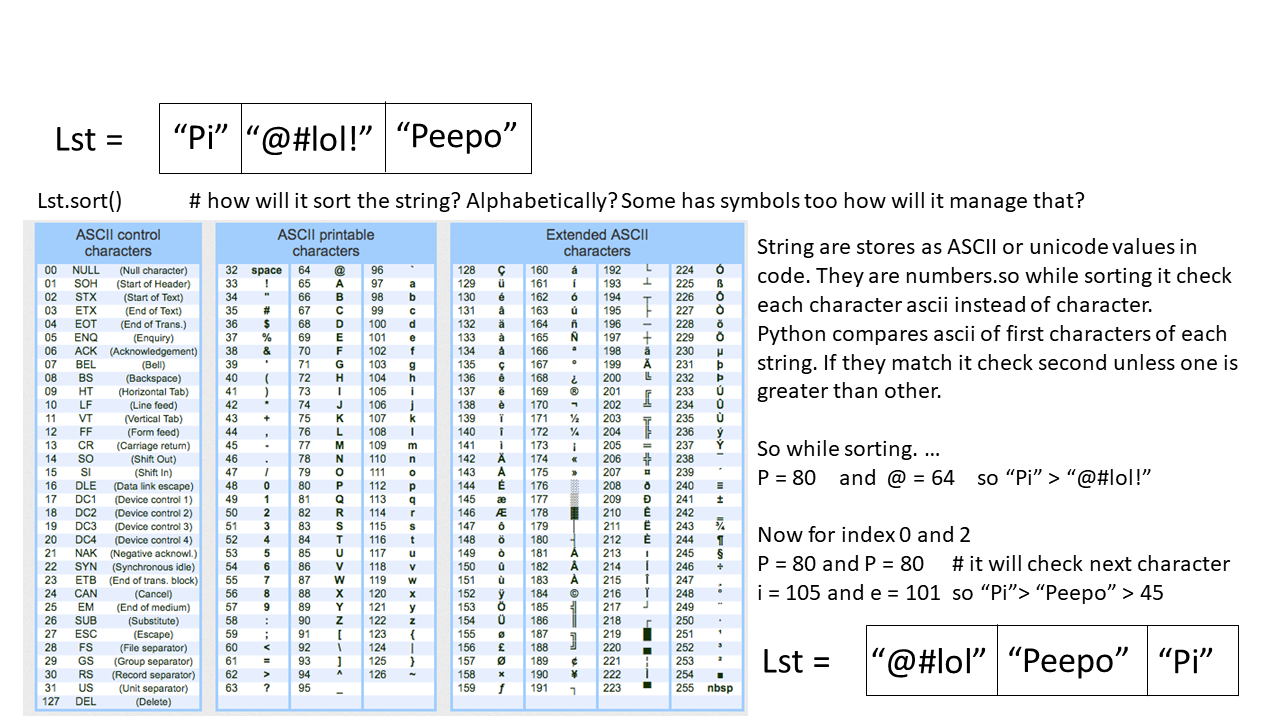 Lst = "Pi" "@#lol!" "Peepo"
Lst.sort() # how will it sort the string? Alphabetically? Some has symbols too how will it manage that?
ASCII control characters
ASCII printable characters
Extended ASCII characters
00 NULL (Null character) 32 space 64 @ 96 ` 128 Ç 160 á 192 └ 224 Ó
01 SOH (Start of Header) 33 ! 65 A 97 a 129 ü 161 í 193 ┴ 225 ß
02 STX (Start of Text) 34 " 66 B 98 b 130 é 162 ó 194 ┬ 226 Ô
03 ETX (End of Text) 35 # 67 C 99 c 131 â 163 ú 195 ├ 227 Ò
04 EOT (End of Trans.) 36 $ 68 D 100 d 132 ä 164 ñ 196 ─ 228 õ
05 ENQ (Enquiry) 37 % 69 E 101 e 133 à 165 Ñ 197 ┼ 229 Õ
06 ACK (Acknowledgement) 38 & 70 F 102 f 134 å 166 ª 198 ã 230 µ
07 BEL (Bell) 39 ' 71 G 103 g 135 ç 167 º 199 Ã 231 þ
08 BS (Backspace) 40 ( 72 H 104 h 136 ê 168 ¿ 200 ╚ 232 Þ
09 HT (Horizontal Tab) 41 ) 73 I 105 i 137 ë 169 ® 201 ╔ 233 Ú
10 LF (Line feed) 42 * 74 J 106 j 138 è 170 ¬ 202 ╩ 234 Û
11 VT (Vertical Tab) 43 + 75 K 107 k 139 ï 171 ½ 203 ╦ 235 Ù
12 FF (Form feed) 44 , 76 L 108 l 140 î 172 ¼ 204 ╠ 236 ý
13 CR (Carriage return) 45 - 77 M 109 m 141 ì 173 ¡ 205 ═ 237 Ý
14 SO (Shift Out) 46 . 78 N 110 n 142 Ä 174 « 206 ╬ 238 ¯
15 SI (Shift In) 47 / 79 O 111 o 143 Å 175 » 207 ¤ 239 ´
16 DLE (Data link escape) 48 0 80 P 112 p 144 É 176 ░ 208 ð 240 ≡
17 DC1 (Device control 1) 49 1 81 Q 113 q 145 æ 177 ▒ 209 Ð 241 ±
18 DC2 (Device control 2) 50 2 82 R 114 r 146 Æ 178 ▓ 210 Ê 242 ‗
19 DC3 (Device control 3) 51 3 83 S 115 s 147 ô 179 │ 211 Ë 243 ¾
20 DC4 (Device control 4) 52 4 84 T 116 t 148 ö 180 ┤ 212 È 244 ¶
21 NAK (Negative acknowl.) 53 5 85 U 117 u 149 ò 181 Á 213 ı 245 §
22 SYN (Synchronous idle) 54 6 86 V 118 v 150 û 182 Â 214 Í 246 ÷
23 ETB (End of trans. block) 55 7 87 W 119 w 151 ù 183 À 215 Î 247 ¸
24 CAN (Cancel) 56 8 88 X 120 x 152 ÿ 184 © 216 Ï 248 °
25 EM (End of medium) 57 9 89 Y 121 y 153 Ö 185 ╣ 217 ┘ 249 ¨
26 SUB (Substitute) 58 : 90 Z 122 z 154 Ü 186 ║ 218 ┌ 250 ·
27 ESC (Escape) 59 ; 91 [ 123 { 155 ø 187 ╗ 219 █ 251 ¹
28 FS (File separator) 60 < 92 \ 124 | 156 £ 188 ╝ 220 ▄ 252 ³
29 GS (Group separator) 61 = 93 ] 125 } 157 Ø 189 ¢ 221 ¦ 253 ²
30 RS (Record separator) 62 > 94 ^ 126 ~ 158 × 190 ¥ 222 Ì 254 ■
31 US (Unit separator) 63 ? 95 _ 159 ƒ 191 ┐ 223 ▀ 255 nbsp
127 DEL (Delete)
String are stores as ASCII or unicode values in
code. They are numbers.so while sorting it check
each character ascii instead of character.
Python compares ascii of first characters of each
string. If they match it check second unless one is
greater than other.
So while sorting. ...
P = 80 and @ = 64 so “Pi” > “@#lol!”
Now for index 0 and 2
P = 80 and P = 80 # it will check next character
i = 105 and e = 101 so “Pi”> “Peepo” > 45
Lst = “@#lol” “Peepo” “Pi”